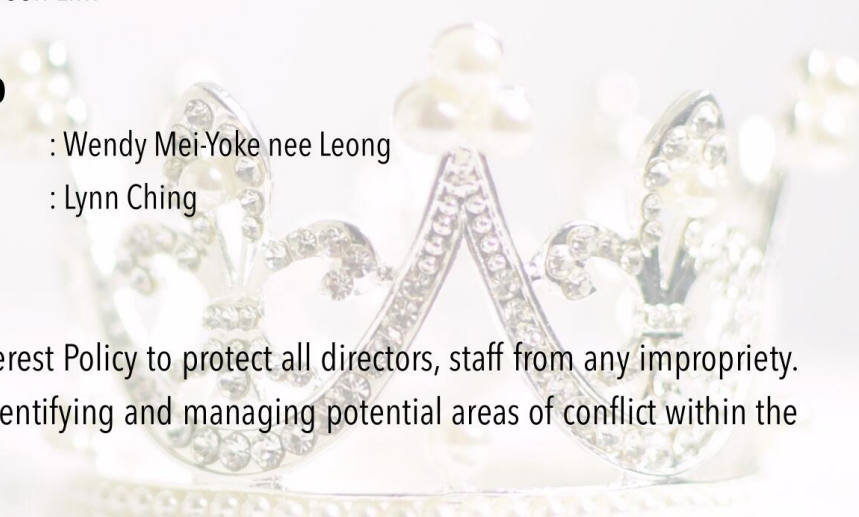 : Wendy Mei-Yoke nee Leong
: Lynn Ching
erest Policy to protect all directors, staff from any impropriety.
entifying and managing potential areas of conflict within the